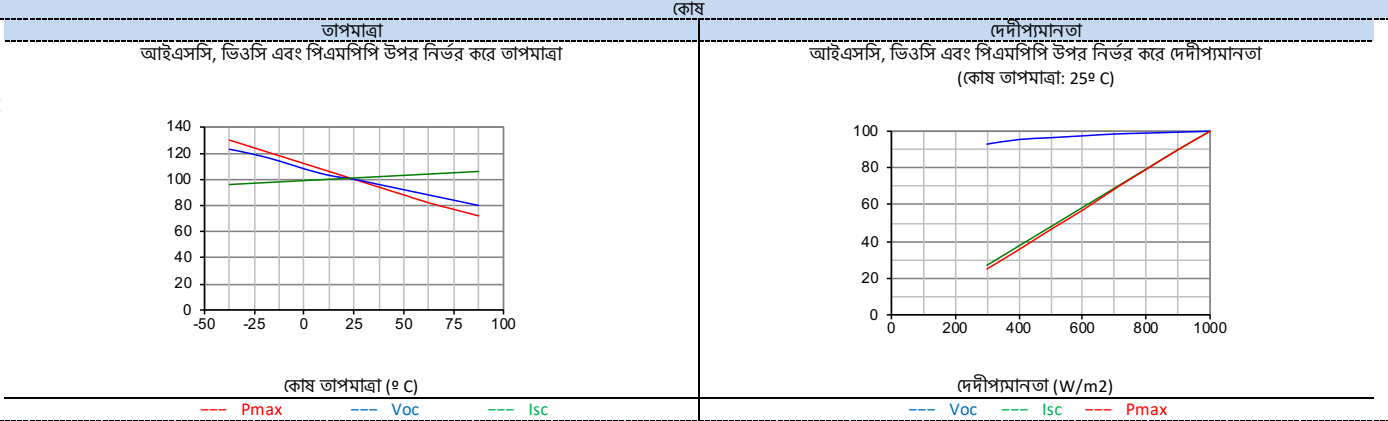 কোষ
তাপমাত্রা
আইএসসি, ভিওসি এবং পিএমপিপি উপর নির্ভর করে তাপমাত্রা
140
120
100
80
60
40
20
0
-50 -25 0 25 50 75 100
কোষ তাপমাত্রা (º C)
--- Pmax --- Voc --- Isc
দেদীপ্যমানতা
আইএসসি, ভিওসি এবং পিএমপিপি উপর নির্ভর করে দেদীপ্যমানতা
(কোষ তাপমাত্রা: 25º C)
100
80
60
40
20
0
0 200 400 600 800 1000
দেদীপ্যমানতা (W/m2)
--- Voc --- Isc --- Pmax